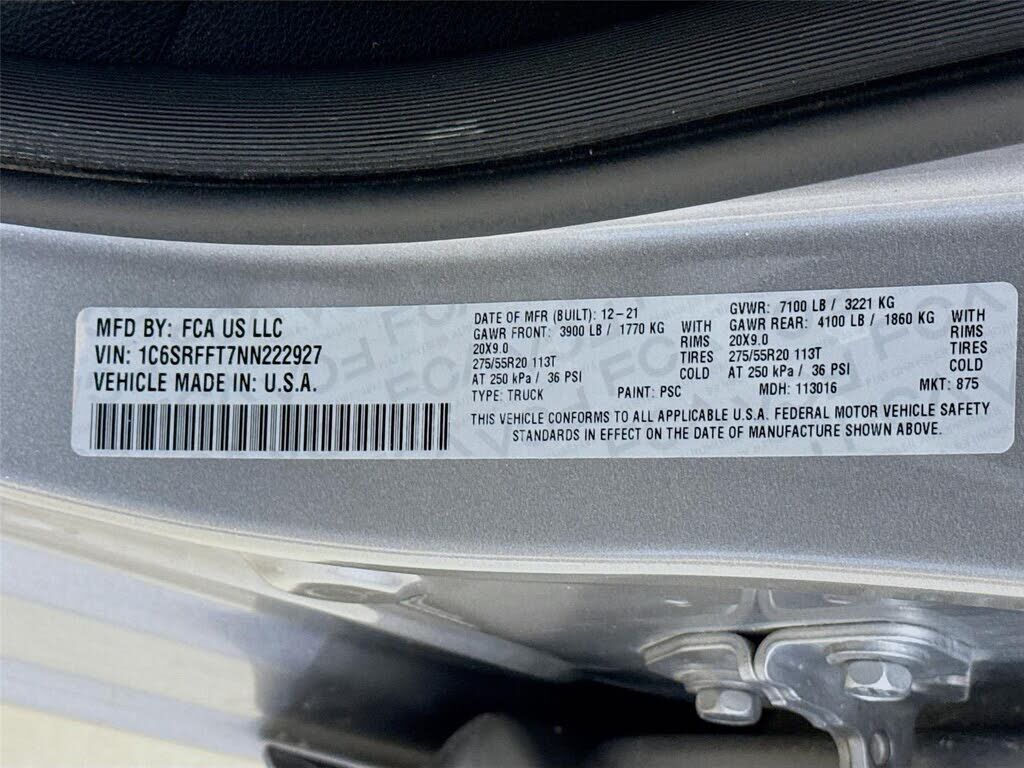 MFD BY: FCA US LLC
VIN: 1C6SRFFT7NN222927
VEHICLE MADE IN: U.S.A.
DATE OF MFR (BUILT): 12-21
GAWR FRONT: 3900 LB / 1770 KG WITH
20X9.0 RIMS
275/55R20 113T TIRES
AT 250 kPa / 36 PSI COLD
TYPE: TRUCK PAINT: PSC
GVWR: 7100 LB / 3221 KG
GAWR REAR: 4100 LB / 1860 KG WITH
20X9.0 RIMS
275/55R20 113T TIRES
AT 250 kPa / 36 PSI COLD
MDH: 113016 MKT: 875
THIS VEHICLE CONFORMS TO ALL APPLICABLE U.S.A. FEDERAL MOTOR VEHICLE SAFETY
STANDARDS IN EFFECT ON THE DATE OF MANUFACTURE SHOWN ABOVE.